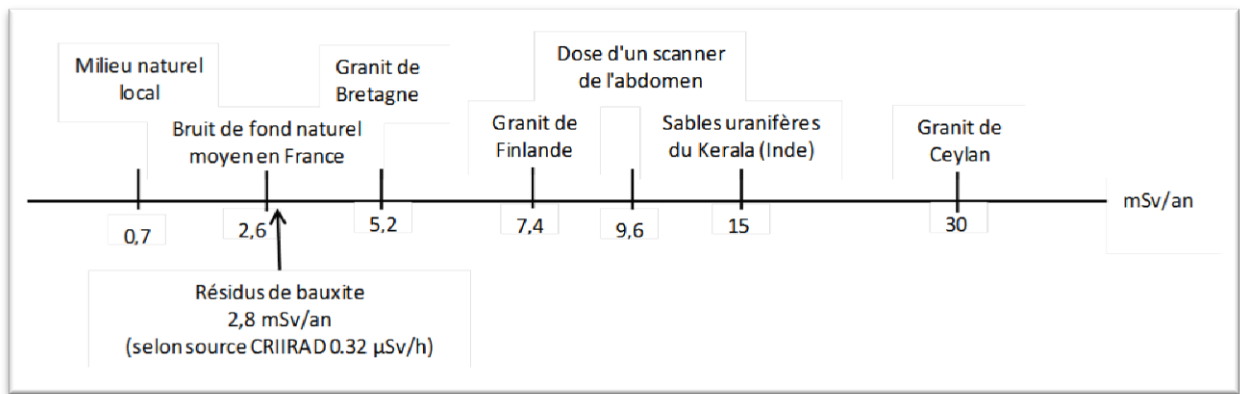 Milieu naturel
local
Bruit de fond naturel
moyen en France
Granit de
Bretagne
Granit de
Finlande
Dose d'un scanner
de l'abdomen
Sables uranifères
du Kerala (Inde)
Granit de
Ceylan
mSv/an
0,7
2,6
5,2
7,4
9,6
15
30
Résidus de bauxite
2,8 mSv/an
(selon source CRIIRAD 0.32 µSv/h)